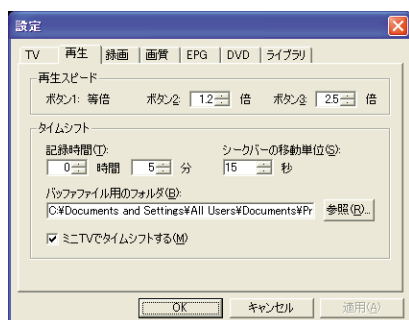 設定
TV 再生 録画 画質 EPG DVD ライブラリ
再生スピード
ボタン1: 等倍 ボタン2: 1.2 倍 ボタン3: 2.5 倍
タイムシフト
記録時間(T): シークバーの移動単位(S):
0 時間 5 分 15 秒
バッファファイル用のフォルダ(B):
C:¥Documents and Settings¥All Users¥Documents¥Pr 参照(R)...
ミニTVでタイムシフトする(M)
OK キャンセル 適用(A)